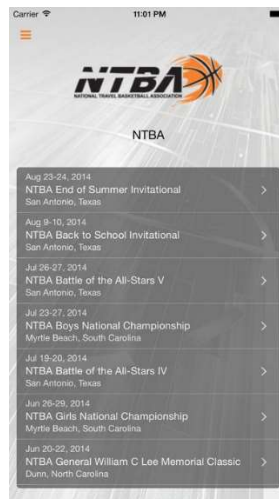 Carrier 11:01 PM
NTBA
NATIONAL TRAVEL BASKETBALL ASSOCIATION
NTBA
Aug 23-24, 2014
NTBA End of Summer Invitational
San Antonio, Texas
Aug 9-10, 2014
NTBA Back to School Invitational
San Antonio, Texas
Jul 26-27, 2014
NTBA Battle of the All-Stars V
San Antonio, Texas
Jul 23-27, 2014
NTBA Boys National Championship
Myrtle Beach, South Carolina
Jul 19-20, 2014
NTBA Battle of the All-Stars IV
San Antonio, Texas
Jun 26-29, 2014
NTBA Girls National Championship
Myrtle Beach, South Carolina
Jun 20-22, 2014
NTBA General William C Lee Memorial Classic
Dunn, North Carolina